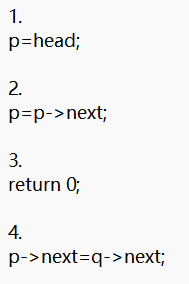 1.
p=head;
2.
p=p->next;
3.
return 0;
4.
p->next=q->next;